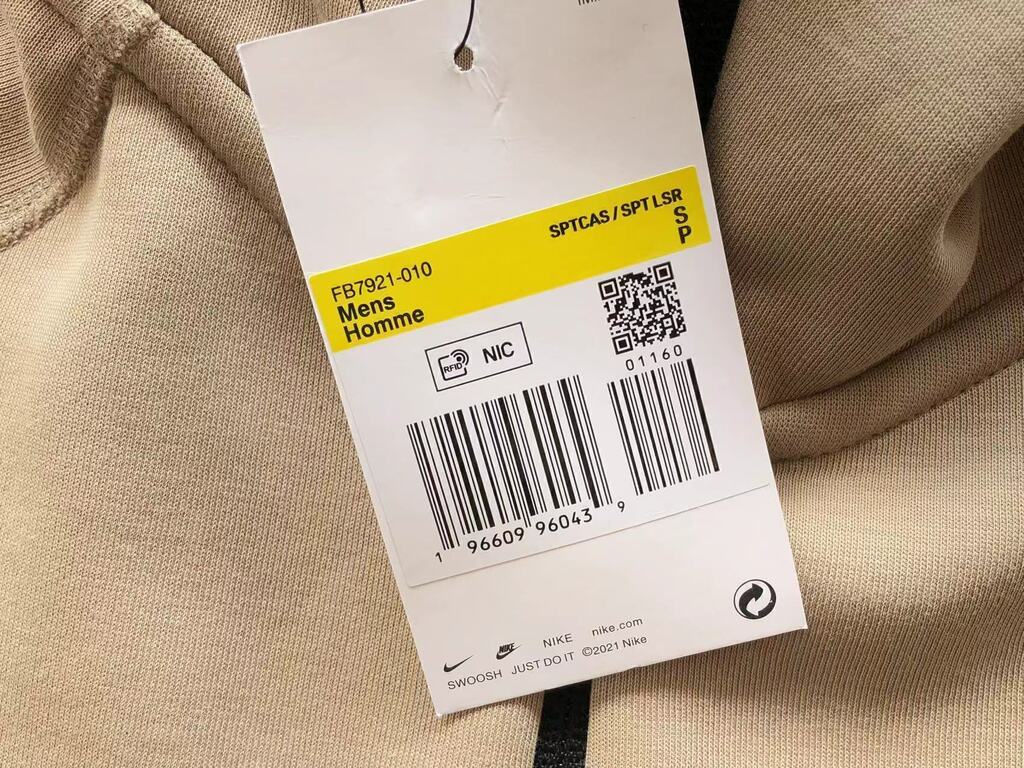 SPTCAS / SPT LSR
S
P
FB7921-010
Mens
Homme
RFID NIC
01160
1 96609 96043 9
NIKE NIKE nike.com
SWOOSH JUST DO IT ©2021 Nike